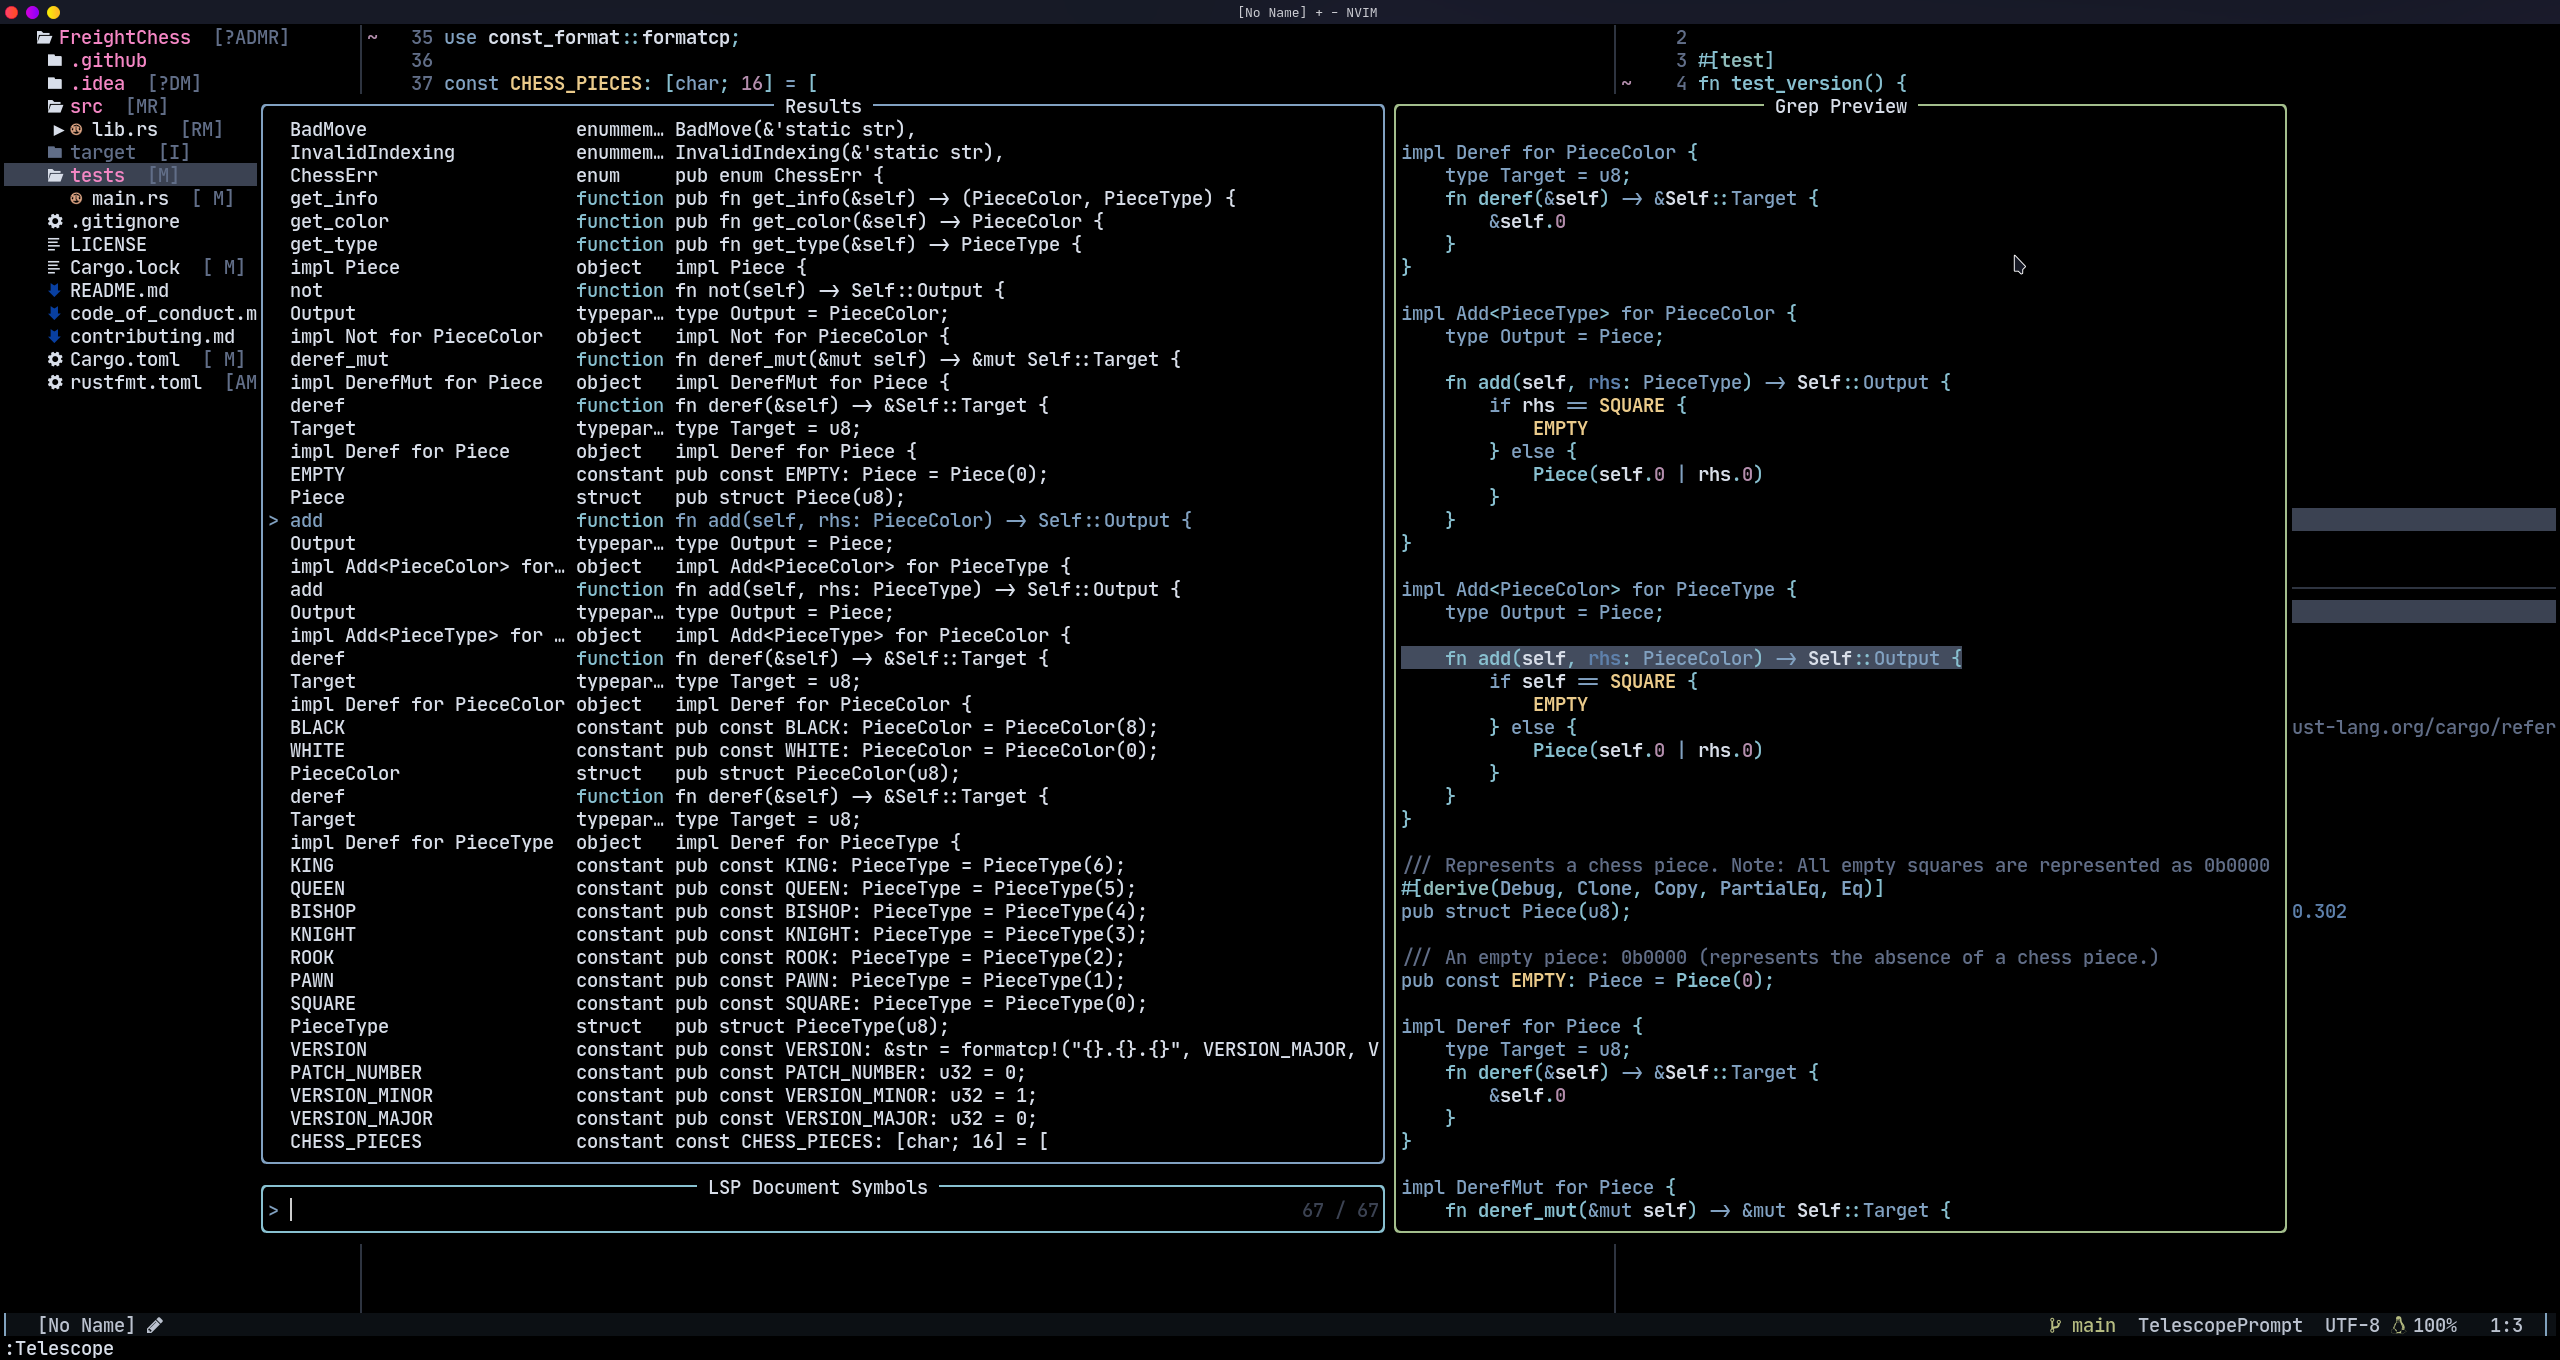 [No Name] + - NVIM
FreightChess [?ADMR]
.github
.idea [?DM]
src [MR]
lib.rs [RM]
target [I]
tests [M]
main.rs [ M]
.gitignore
LICENSE
Cargo.lock [ M]
README.md
code_of_conduct.m
contributing.md
Cargo.toml [ M]
rustfmt.toml [AM
~ 35 use const_format::formatcp;
36
37 const CHESS_PIECES: [char; 16] = [
2
3 #[test]
~ 4 fn test_version() {
Results
BadMove enummem… BadMove(&'static str),
InvalidIndexing enummem… InvalidIndexing(&'static str),
ChessErr enum pub enum ChessErr {
get_info function pub fn get_info(&self) -> (PieceColor, PieceType) {
get_color function pub fn get_color(&self) -> PieceColor {
get_type function pub fn get_type(&self) -> PieceType {
impl Piece object impl Piece {
not function fn not(self) -> Self::Output {
Output typepar… type Output = PieceColor;
impl Not for PieceColor object impl Not for PieceColor {
deref_mut function fn deref_mut(&mut self) -> &mut Self::Target {
impl DerefMut for Piece object impl DerefMut for Piece {
deref function fn deref(&self) -> &Self::Target {
Target typepar… type Target = u8;
impl Deref for Piece object impl Deref for Piece {
EMPTY constant pub const EMPTY: Piece = Piece(0);
Piece struct pub struct Piece(u8);
> add function fn add(self, rhs: PieceColor) -> Self::Output {
Output typepar… type Output = Piece;
impl Add<PieceColor> for… object impl Add<PieceColor> for PieceType {
add function fn add(self, rhs: PieceType) -> Self::Output {
Output typepar… type Output = Piece;
impl Add<PieceType> for … object impl Add<PieceType> for PieceColor {
deref function fn deref(&self) -> &Self::Target {
Target typepar… type Target = u8;
impl Deref for PieceColor object impl Deref for PieceColor {
BLACK constant pub const BLACK: PieceColor = PieceColor(8);
WHITE constant pub const WHITE: PieceColor = PieceColor(0);
PieceColor struct pub struct PieceColor(u8);
deref function fn deref(&self) -> &Self::Target {
Target typepar… type Target = u8;
impl Deref for PieceType object impl Deref for PieceType {
KING constant pub const KING: PieceType = PieceType(6);
QUEEN constant pub const QUEEN: PieceType = PieceType(5);
BISHOP constant pub const BISHOP: PieceType = PieceType(4);
KNIGHT constant pub const KNIGHT: PieceType = PieceType(3);
ROOK constant pub const ROOK: PieceType = PieceType(2);
PAWN constant pub const PAWN: PieceType = PieceType(1);
SQUARE constant pub const SQUARE: PieceType = PieceType(0);
PieceType struct pub struct PieceType(u8);
VERSION constant pub const VERSION: &str = formatcp!("{}.{}.{}", VERSION_MAJOR, V
PATCH_NUMBER constant pub const PATCH_NUMBER: u32 = 0;
VERSION_MINOR constant pub const VERSION_MINOR: u32 = 1;
VERSION_MAJOR constant pub const VERSION_MAJOR: u32 = 0;
CHESS_PIECES constant const CHESS_PIECES: [char; 16] = [
LSP Document Symbols
> 67 / 67
Grep Preview
impl Deref for PieceColor {
type Target = u8;
fn deref(&self) -> &Self::Target {
&self.0
}
}
impl Add<PieceType> for PieceColor {
type Output = Piece;
fn add(self, rhs: PieceType) -> Self::Output {
if rhs == SQUARE {
EMPTY
} else {
Piece(self.0 | rhs.0)
}
}
}
impl Add<PieceColor> for PieceType {
type Output = Piece;
fn add(self, rhs: PieceColor) -> Self::Output {
if self == SQUARE {
EMPTY
} else {
Piece(self.0 | rhs.0)
}
}
}
/// Represents a chess piece. Note: All empty squares are represented as 0b0000
#[derive(Debug, Clone, Copy, PartialEq, Eq)]
pub struct Piece(u8);
/// An empty piece: 0b0000 (represents the absence of a chess piece.)
pub const EMPTY: Piece = Piece(0);
impl Deref for Piece {
type Target = u8;
fn deref(&self) -> &Self::Target {
&self.0
}
}
impl DerefMut for Piece {
fn deref_mut(&mut self) -> &mut Self::Target {
ust-lang.org/cargo/refer
0.302
[No Name]
main TelescopePrompt UTF-8 100% 1:3
:Telescope